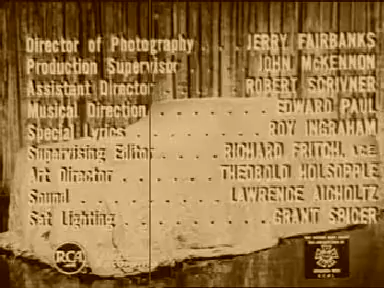 Director of Photography . . . JERRY FAIRBANKS
Production Supervisor . . . . JOHN McKENNON
Assistant Director . . . . . ROBERT SCRIVNER
Musical Direction . . . . . . . EDWARD PAUL
Special Lyrics . . . . . . . . ROY INGRAHAM
Supervising Editor . . . . RICHARD FRITCH, A.C.E.
Art Director . . . . . . THEOBOLD HOLSOPPLE
Sound . . . . . . . . LAWRENCE AICHOLTZ
Set Lighting . . . . . . . . . GRANT SPICER
RCA